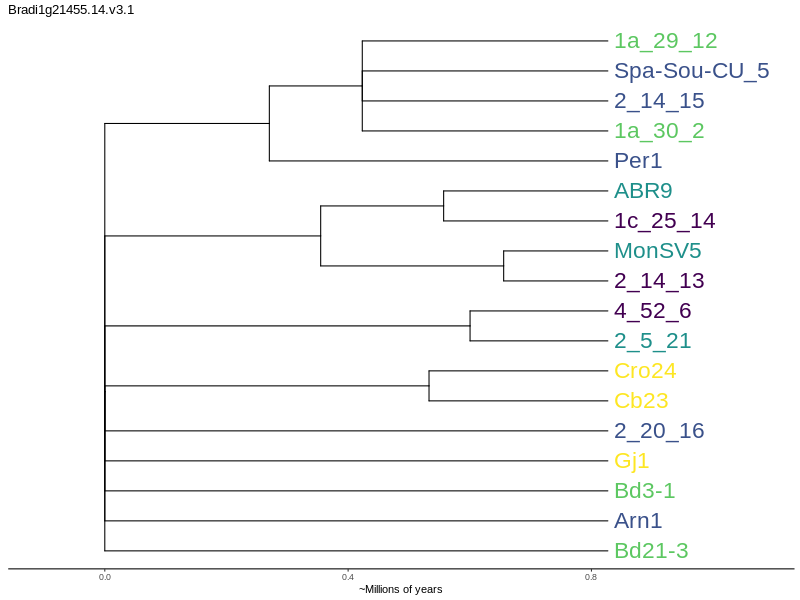 Bradi1g21455.14.v3.1
1a_29_12
Spa-Sou-CU_5
2_14_15
1a_30_2
Per1
ABR9
1c_25_14
MonSV5
2_14_13
4_52_6
2_5_21
Cro24
Cb23
2_20_16
Gj1
Bd3-1
Arn1
Bd21-3
0.0 0.4 0.8
~Millions of years